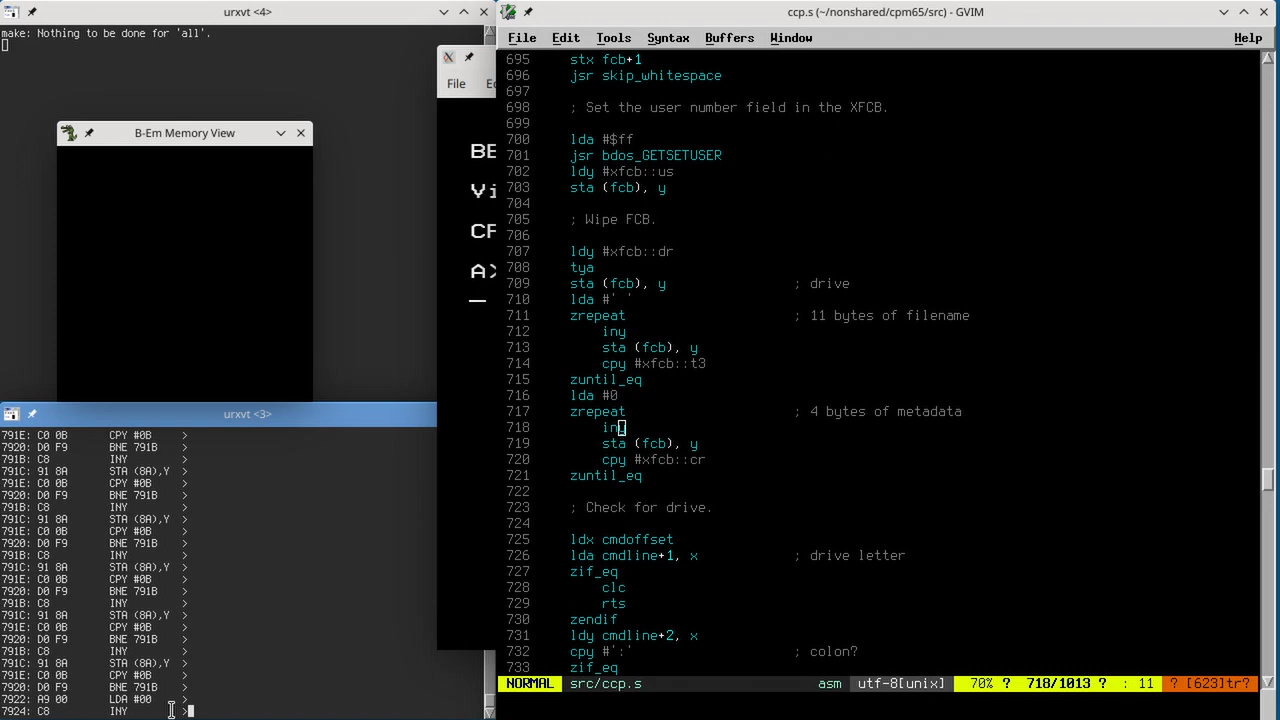 urxvt <4>
make: Nothing to be done for 'all'.
B-Em Memory View
File
BE
Vi
CF
urxvt <3>
791E: C0 0B CPY #0B >
7920: D0 F9 BNE 791B >
791B: C8 INY >
791C: 91 8A STA (8A),Y >
791E: C0 0B CPY #0B >
7920: D0 F9 BNE 791B >
791B: C8 INY >
791C: 91 8A STA (8A),Y >
791E: C0 0B CPY #0B >
7920: D0 F9 BNE 791B >
791B: C8 INY >
791C: 91 8A STA (8A),Y >
791E: C0 0B CPY #0B >
7920: D0 F9 BNE 791B >
791B: C8 INY >
791C: 91 8A STA (8A),Y >
791E: C0 0B CPY #0B >
7920: D0 F9 BNE 791B >
791B: C8 INY >
791C: 91 8A STA (8A),Y >
791E: C0 0B CPY #0B >
7920: D0 F9 BNE 791B >
7922: A9 00 LDA #00 >
7924: C8 INY >
ccp.s (~/nonshared/cpm65/src) - GVIM
File Edit Tools Syntax Buffers Window Help
695 stx fcb+1
696 jsr skip_whitespace
697
698 ; Set the user number field in the XFCB.
699
700 lda #$ff
701 jsr bdos_GETSETUSER
702 ldy #xfcb::us
703 sta (fcb), y
704
705 ; Wipe FCB.
706
707 ldy #xfcb::dr
708 tya
709 sta (fcb), y ; drive
710 lda #' '
711 zrepeat ; 11 bytes of filename
712 iny
713 sta (fcb), y
714 cpy #xfcb::t3
715 zuntil_eq
716 lda #0
717 zrepeat ; 4 bytes of metadata
718 iny
719 sta (fcb), y
720 cpy #xfcb::cr
721 zuntil_eq
722
723 ; Check for drive.
724
725 ldx cmdoffset
726 lda cmdline+1, x ; drive letter
727 zif_eq
728 clc
729 rts
730 zendif
731 ldy cmdline+2, x
732 cpy #':' ; colon?
733 zif_eq
NORMAL src/ccp.s asm utf-8[unix] 70% ? 718/1013 ? : 11 ? [623]tr?